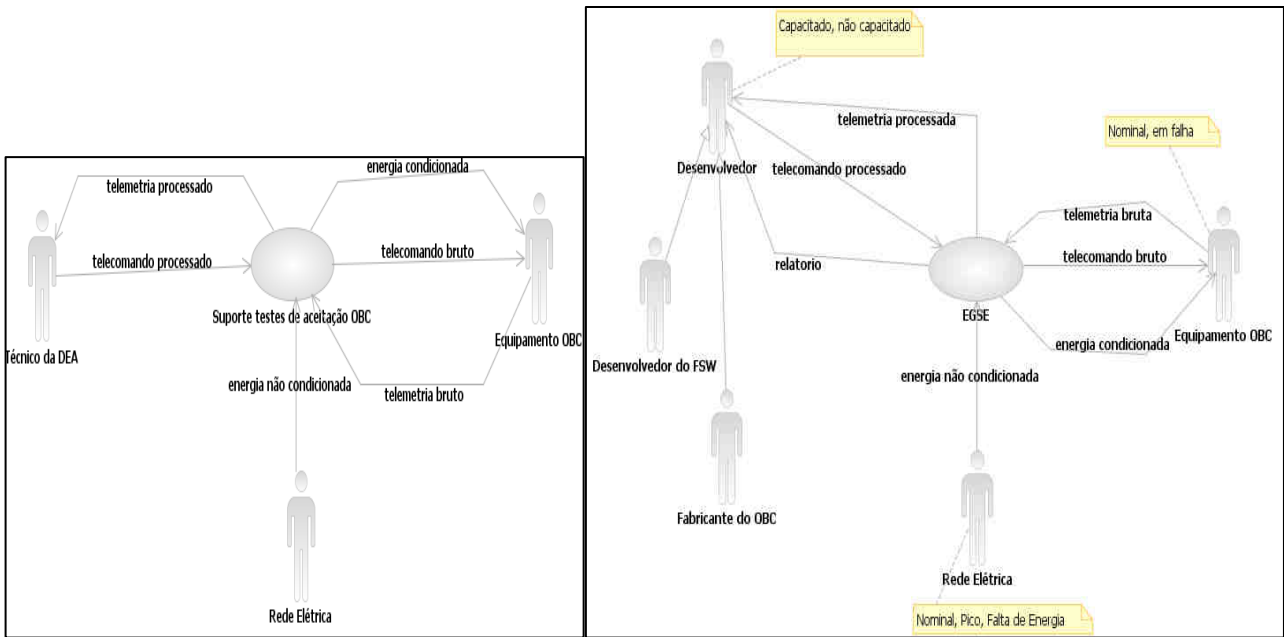 energia condicionada
telemetria processado
telecomando processado
telecomando bruto
Suporte testes de aceitação OBC
Equipamento OBC
Técnico da DEA
energia não condicionada
telemetria bruto
Rede Elétrica
Capacitado, não capacitado
telemetria processada
Nominal, em falha
Desenvolvedor
telecomando processado
telemetria bruta
telecomando bruto
relatorio
EGSE
Equipamento OBC
energia condicionada
Desenvolvedor do FSW
energia não condicionada
Fabricante do OBC
Rede Elétrica
Nominal, Pico, Falta de Energia